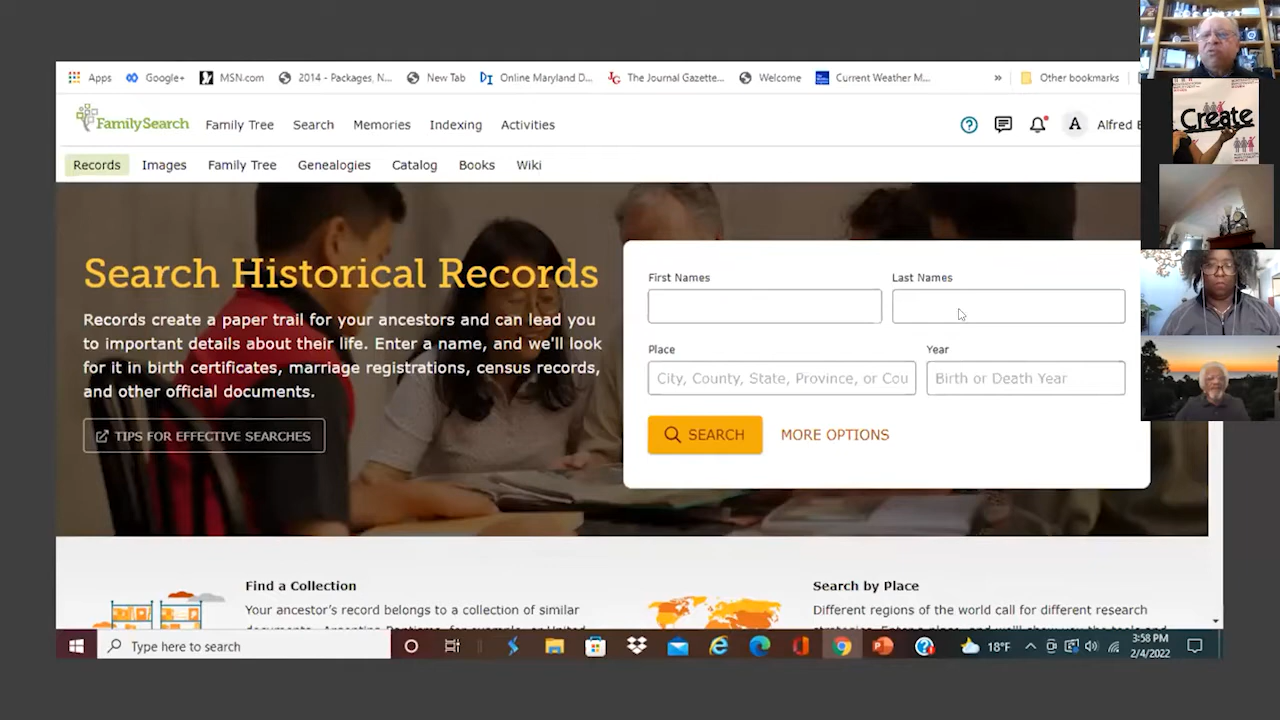 Apps Google+ MSN.com 2014 - Packages, N... New Tab Online Maryland D... The Journal Gazette... Welcome Current Weather M... » Other bookmarks
FamilySearch Family Tree Search Memories Indexing Activities ? A Alfred
Records Images Family Tree Genealogies Catalog Books Wiki
Search Historical Records
Records create a paper trail for your ancestors and can lead you
to important details about their life. Enter a name, and we'll look
for it in birth certificates, marriage registrations, census records,
and other official documents.
TIPS FOR EFFECTIVE SEARCHES
First Names Last Names
Place Year
City, County, State, Province, or Cou Birth or Death Year
SEARCH MORE OPTIONS
Find a Collection
Your ancestor's record belongs to a collection of similar
Search by Place
Different regions of the world call for different research
Type here to search 18°F 3:58 PM
2/4/2022
Create